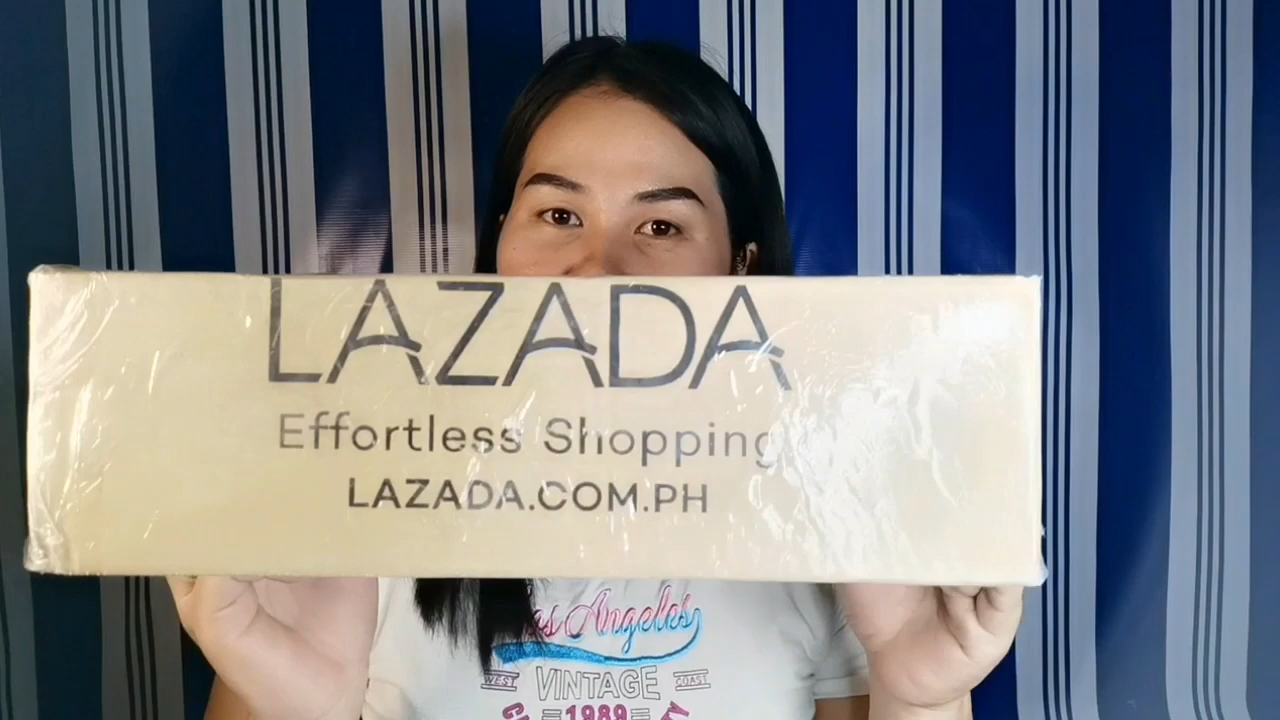 LAZADA
Effortless Shopping
LAZADA.COM.PH
Los Angeles
WEST VINTAGE COAST
1989